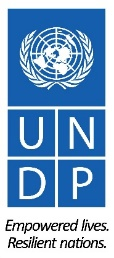 U N
D P
Empowered lives.
Resilient nations.